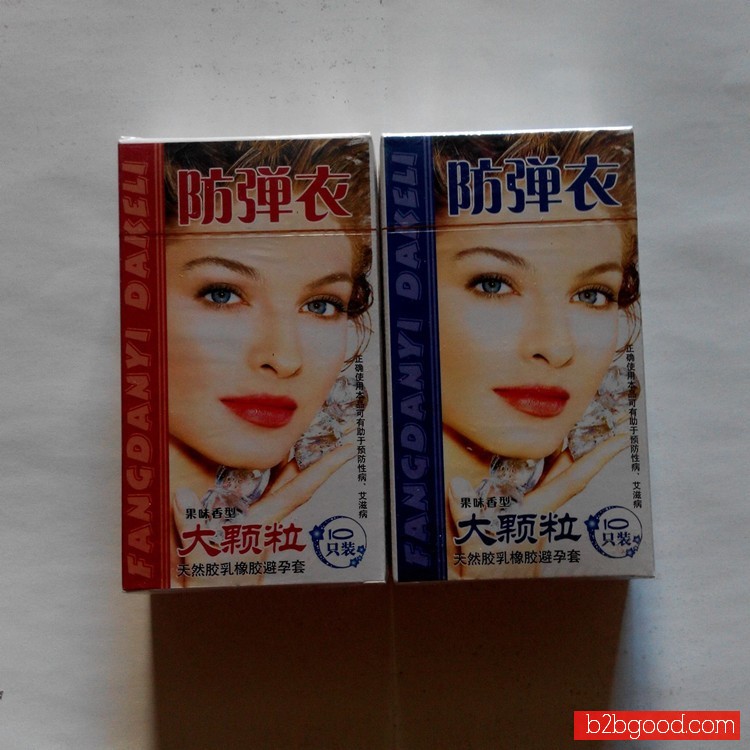 防弹衣
FANGDANYI DAKELI
正确使用本品可有助于预防性病，艾滋病
果味香型
大颗粒
10只装
天然胶乳橡胶避孕套
防弹衣
FANGDANYI DAKELI
正确使用本品可有助于预防性病，艾滋病
果味香型
大颗粒
10只装
天然胶乳橡胶避孕套
b2bgood.com